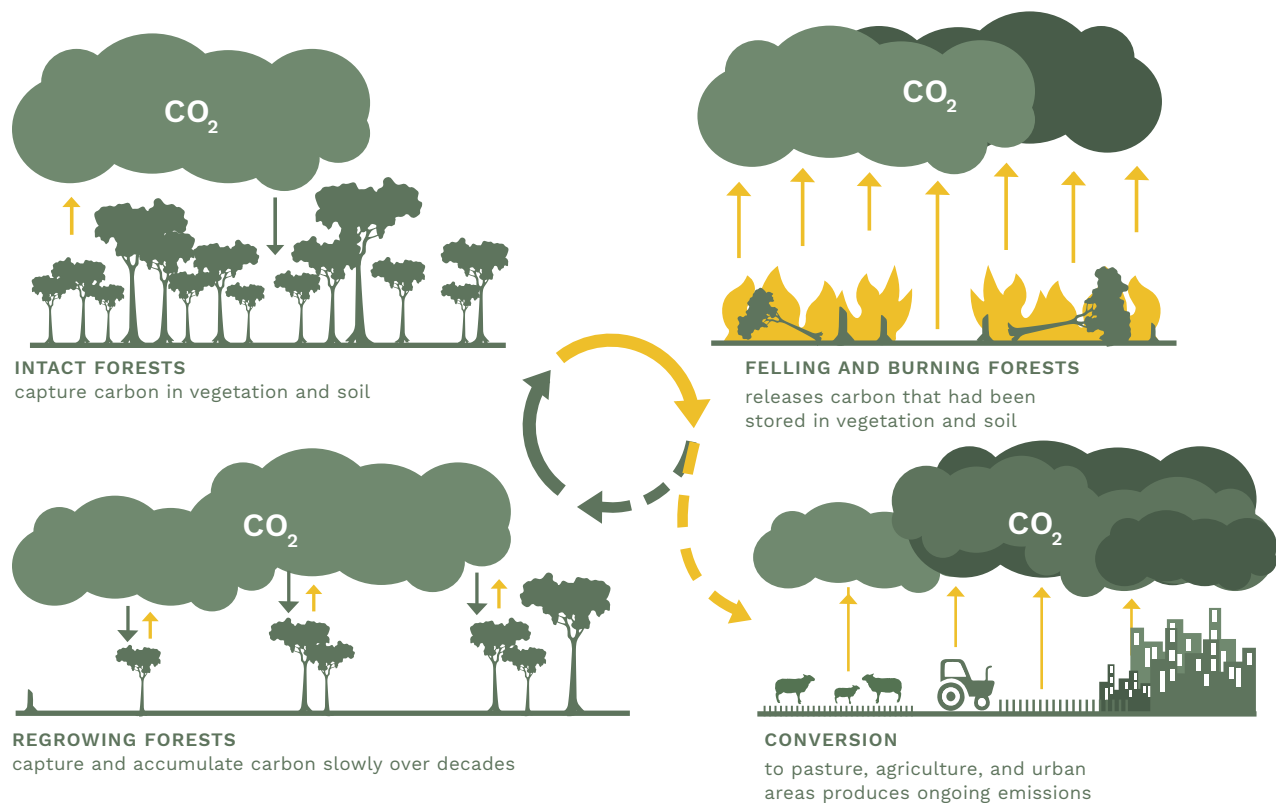 CO₂
CO₂
INTACT FORESTS
capture carbon in vegetation and soil
FELLING AND BURNING FORESTS
releases carbon that had been
stored in vegetation and soil
CO₂
CO₂
REGROWING FORESTS
capture and accumulate carbon slowly over decades
CONVERSION
to pasture, agriculture, and urban
areas produces ongoing emissions